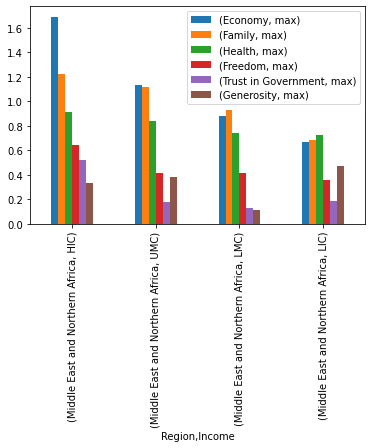 (Economy, max)
(Family, max)
(Health, max)
(Freedom, max)
(Trust in Government, max)
(Generosity, max)
1.6
1.4
1.2
1.0
0.8
0.6
0.4
0.2
0.0
(Middle East and Northern Africa, HIC)
(Middle East and Northern Africa, UMC)
(Middle East and Northern Africa, LMC)
(Middle East and Northern Africa, LIC)
Region,Income